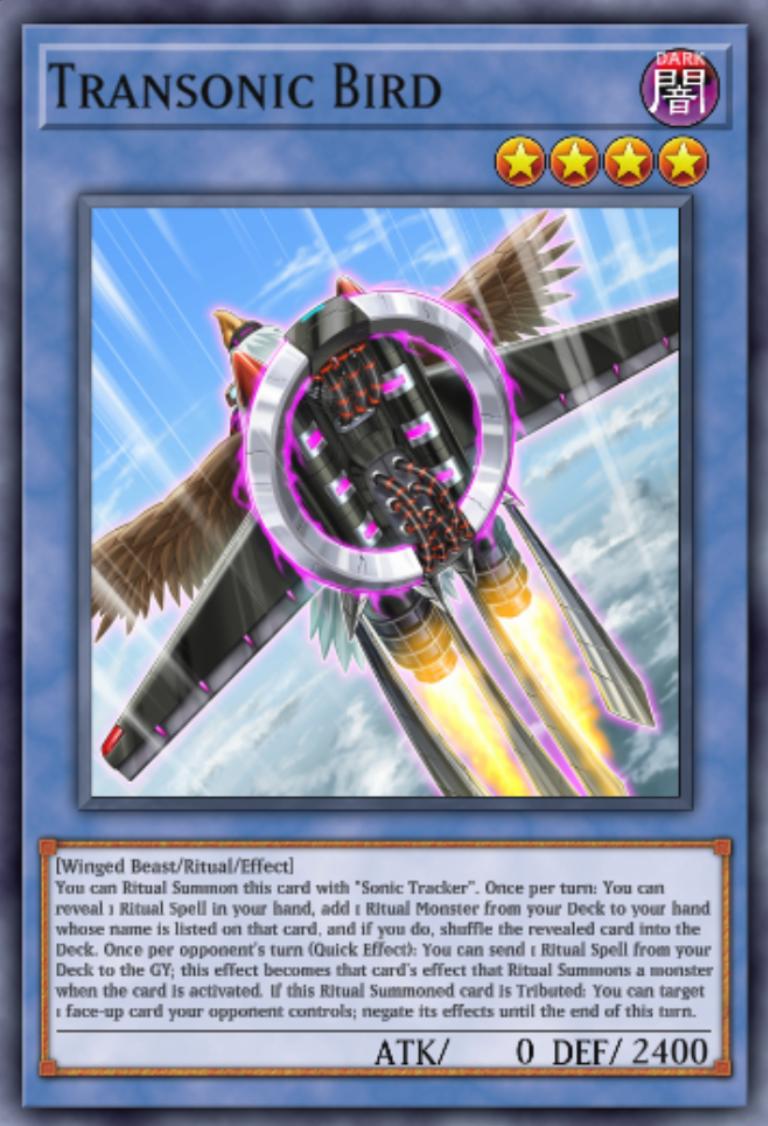 Transonic Bird
DARK
闇
[Winged Beast/Ritual/Effect]
You can Ritual Summon this card with "Sonic Tracker". Once per turn: You can
reveal 1 Ritual Spell in your hand, add 1 Ritual Monster from your Deck to your hand
whose name is listed on that card, and if you do, shuffle the revealed card into the
Deck. Once per opponent's turn (Quick Effect): You can send 1 Ritual Spell from your
Deck to the GY; this effect becomes that card's effect that Ritual Summons a monster
when the card is activated. If this Ritual Summoned card is Tributed: You can target
1 face-up card your opponent controls; negate its effects until the end of this turn.
ATK/ 0 DEF/ 2400